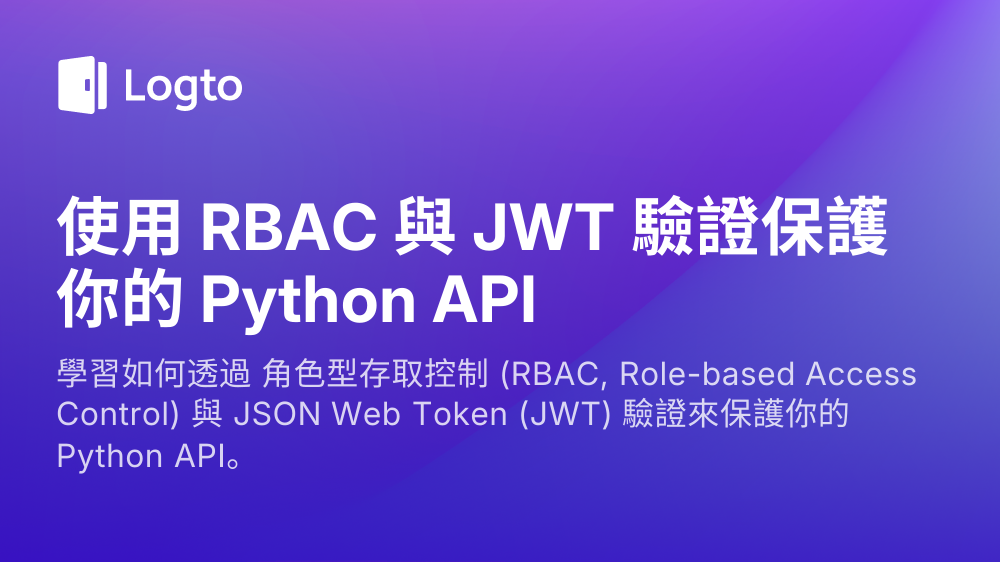 Logto
使用 RBAC 與 JWT 驗證保護
你的 Python API
學習如何透過 角色型存取控制 (RBAC, Role-based Access
Control) 與 JSON Web Token (JWT) 驗證來保護你的
Python API。